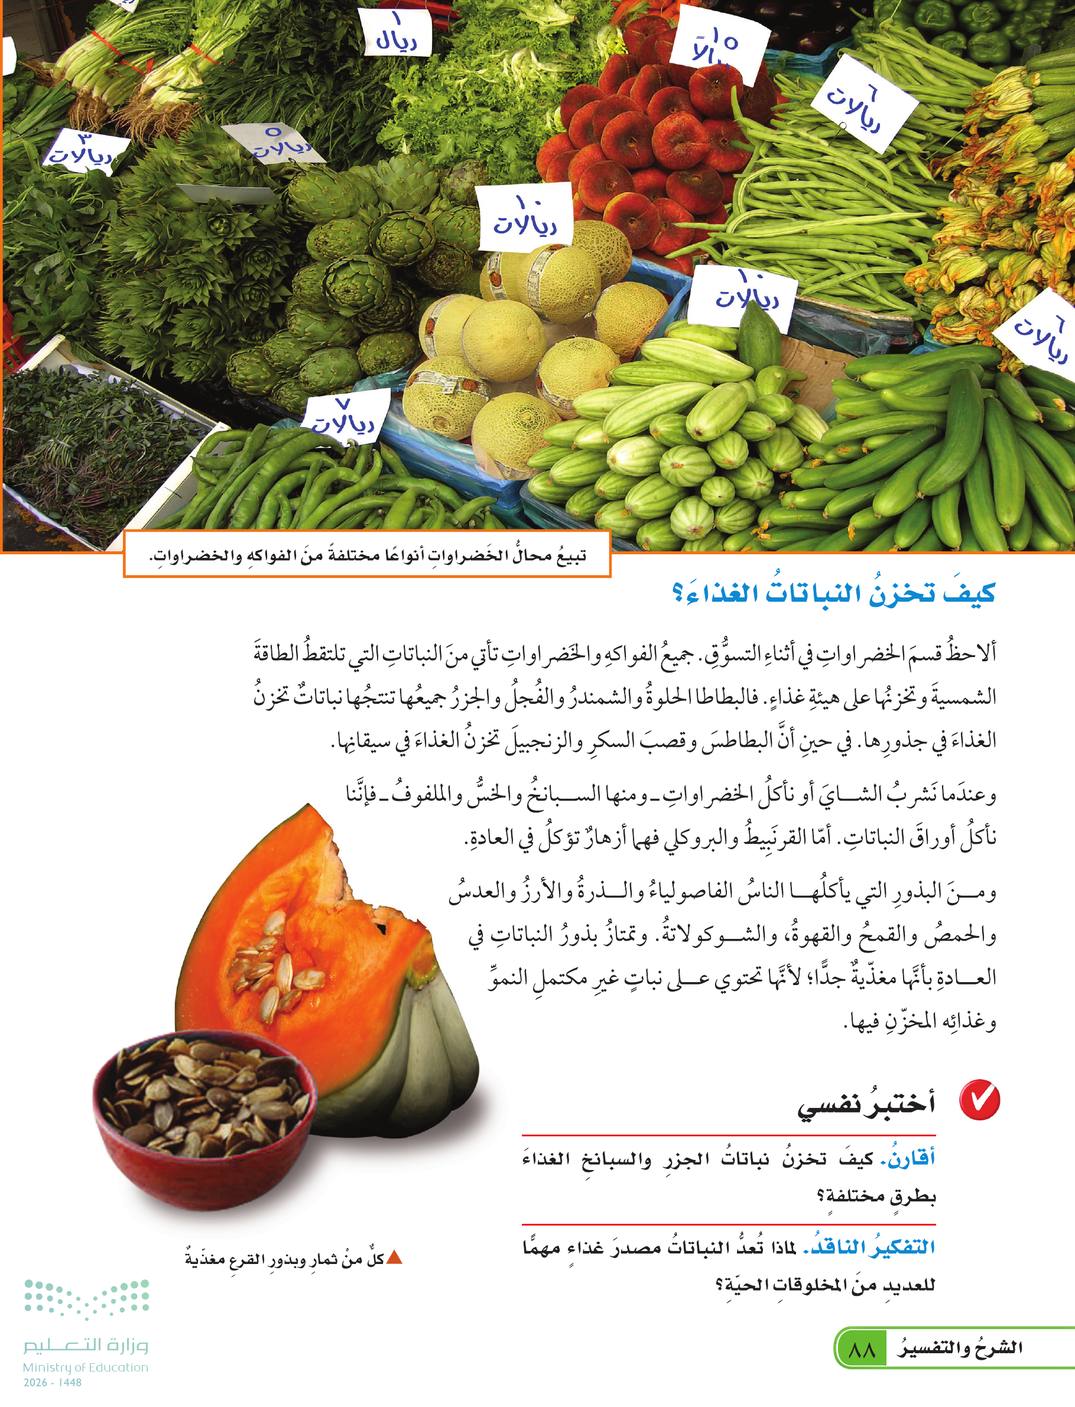 ١
ريال
١٥
ريالات
٦
ديالات
٣
ديالات
٥
ديالات
١٠
ديالات
١٠
ديالات
٦
ديالات
٧
ديالات
تبيعُ محالُّ الخَضراواتِ أنواعًا مختلفةً منَ الفواكهِ والخضراواتِ.
كيفَ تخزنُ النباتاتُ الغذاءَ؟
ألاحظُ قسمَ الخضراواتِ في أثناءِ التسوُّقِ. جميعُ الفواكهِ والخَضراواتِ تأتي منَ النباتاتِ التي تلتقطُ الطاقةَ
الشمسيةَ وتخزنُها على هيئةِ غذاءٍ. فالبطاطا الحلوةُ والشمندرُ والفُجلُ والجزرُ جميعُها تنتجُها نباتاتٌ تخزنُ
الغذاءَ في جذورِها. في حينِ أنَّ البطاطسَ وقصبَ السكرِ والزنجبيلَ تخزنُ الغذاءَ في سيقانِها.
وعندَما نَشربُ الشايَ أو نأكلُ الخضراواتِ - ومنها السبانخُ والخسُّ والملفوفُ - فإنَّنا
نأكلُ أوراقَ النباتاتِ. أمّا القرنَبِيطُ والبروكلي فهما أزهارٌ تؤكلُ في العادةِ.
ومنَ البذورِ التي يأكلُها الناسُ الفاصولياءُ والذرةُ والأرزُ والعدسُ
والحمصُ والقمحُ والقهوةُ، والشوكولاتةُ. وتمتازُ بذورُ النباتاتِ في
العادةِ بأنَّها مغذّيةٌ جدًّا؛ لأنَّها تحتوي على نباتٍ غيرِ مكتملِ النموِّ
وغذائِه المخزّنِ فيها.
أختبرُ نفسي
أقارنُ. كيفَ تخزنُ نباتاتُ الجزرِ والسبانخِ الغذاءَ
بطرقٍ مختلفةٍ؟
التفكيرُ الناقدُ. لماذا تُعدُّ النباتاتُ مصدرَ غذاءٍ مهمًّا
للعديدِ منَ المخلوقاتِ الحيّةِ؟
كلٌّ منْ ثمارِ وبذورِ القرعِ مغذّيةٌ
وزارة التعليم
Ministry of Education
2026 - 1448
الشرحُ والتفسيرُ ٨٨